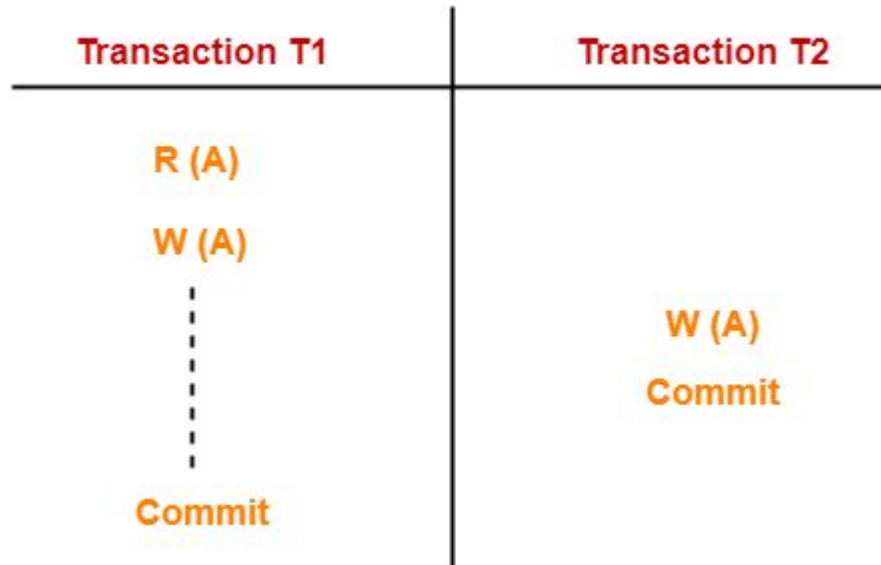 Transaction T1 Transaction T2
R (A)
W (A)
W (A)
Commit
Commit